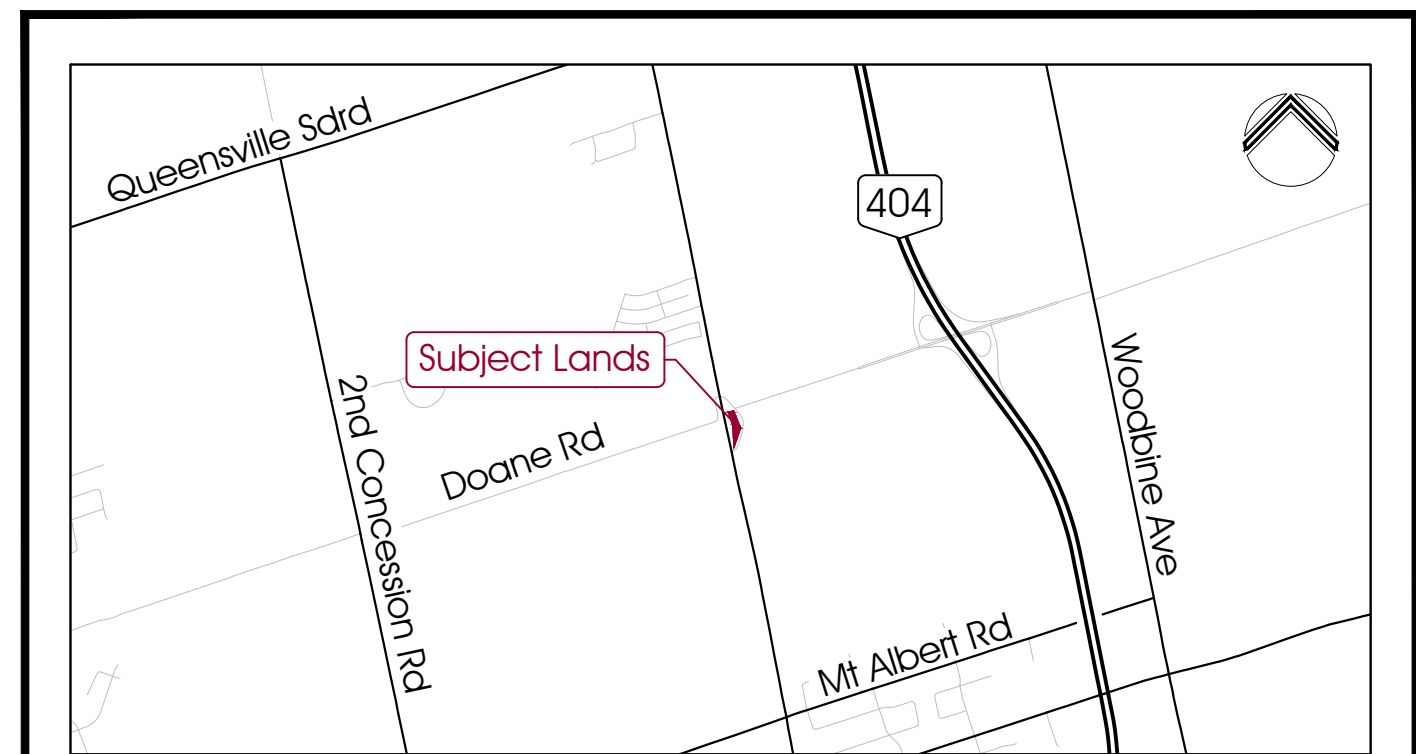 Queensville Sdrd
404
Subject Lands
Woodbine Ave
2nd Concession Rd
Doane Rd
Mt Albert Rd